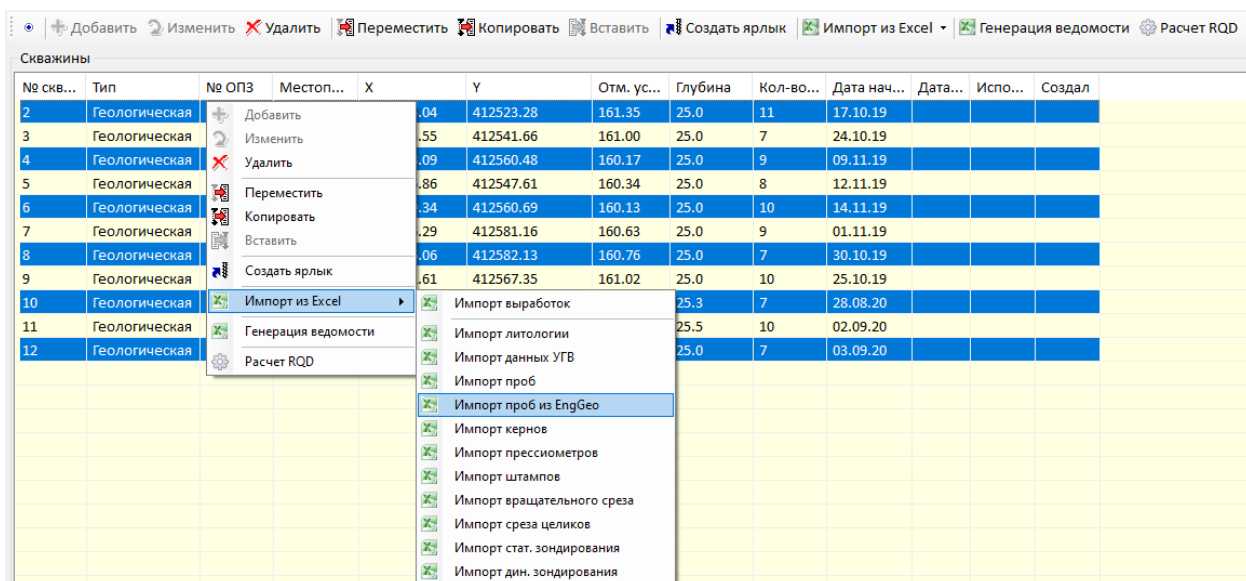 Добавить Изменить Удалить Переместить Копировать Вставить Создать ярлык Импорт из Excel Генерация ведомости Расчет RQD
Скважины
№ скв... Тип № ОПЗ Местоп... X Y Отм. ус... Глубина Кол-во... Дата нач... Дата... Испо... Создал
2 Геологическая .04 412523.28 161.35 25.0 11 17.10.19
3 Геологическая .55 412541.66 161.00 25.0 7 24.10.19
4 Геологическая .09 412560.48 160.17 25.0 9 09.11.19
5 Геологическая .86 412547.61 160.34 25.0 8 12.11.19
6 Геологическая .34 412560.69 160.13 25.0 10 14.11.19
7 Геологическая .29 412581.16 160.63 25.0 9 01.11.19
8 Геологическая .06 412582.13 160.76 25.0 7 30.10.19
9 Геологическая .61 412567.35 161.02 25.0 10 25.10.19
10 Геологическая 25.3 7 28.08.20
11 Геологическая 25.5 10 02.09.20
12 Геологическая 25.0 7 03.09.20
Добавить
Изменить
Удалить
Переместить
Копировать
Вставить
Создать ярлык
Импорт из Excel
Генерация ведомости
Расчет RQD
Импорт выработок
Импорт литологии
Импорт данных УГВ
Импорт проб
Импорт проб из EngGeo
Импорт кернов
Импорт прессиометров
Импорт штампов
Импорт вращательного среза
Импорт среза целиков
Импорт стат. зондирования
Импорт дин. зондирования